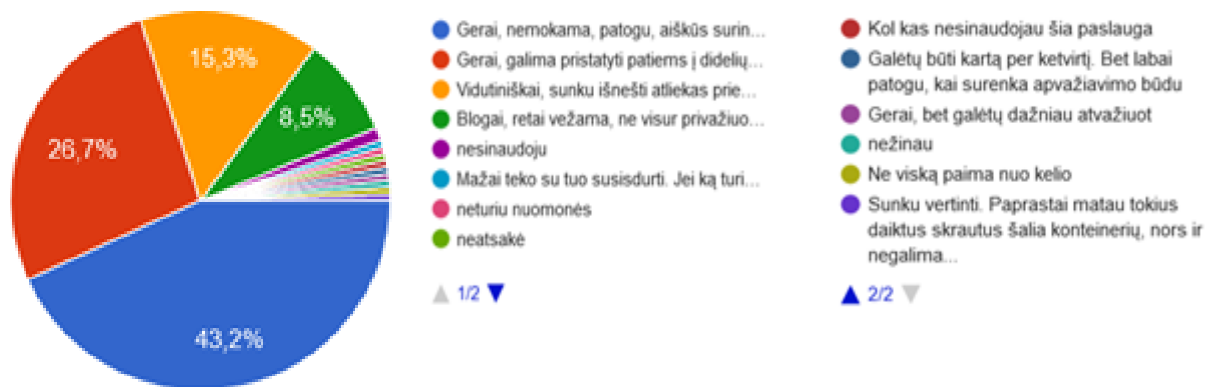 15,3%
8,5%
26,7%
43,2%
Gerai, nemokama, patogu, aiškūs surin...
Gerai, galima pristatyti patiems į didelių...
Vidutiniškai, sunku išnešti atliekas prie...
Blogai, retai vežama, ne visur privažiuo...
nesinaudoju
Mažai teko su tuo susisdurti. Jei ką turi...
neturiu nuomonės
neatsakė
1/2
Kol kas nesinaudojau šia paslauga
Galėtų būti kartą per ketvirtį. Bet labai
patogu, kai surenka apvažiavimo būdu
Gerai, bet galėtų dažniau atvažiuot
nežinau
Ne viską paima nuo kelio
Sunku vertinti. Paprastai matau tokius
daiktus skrautus šalia konteinerių, nors ir
negalima...
2/2